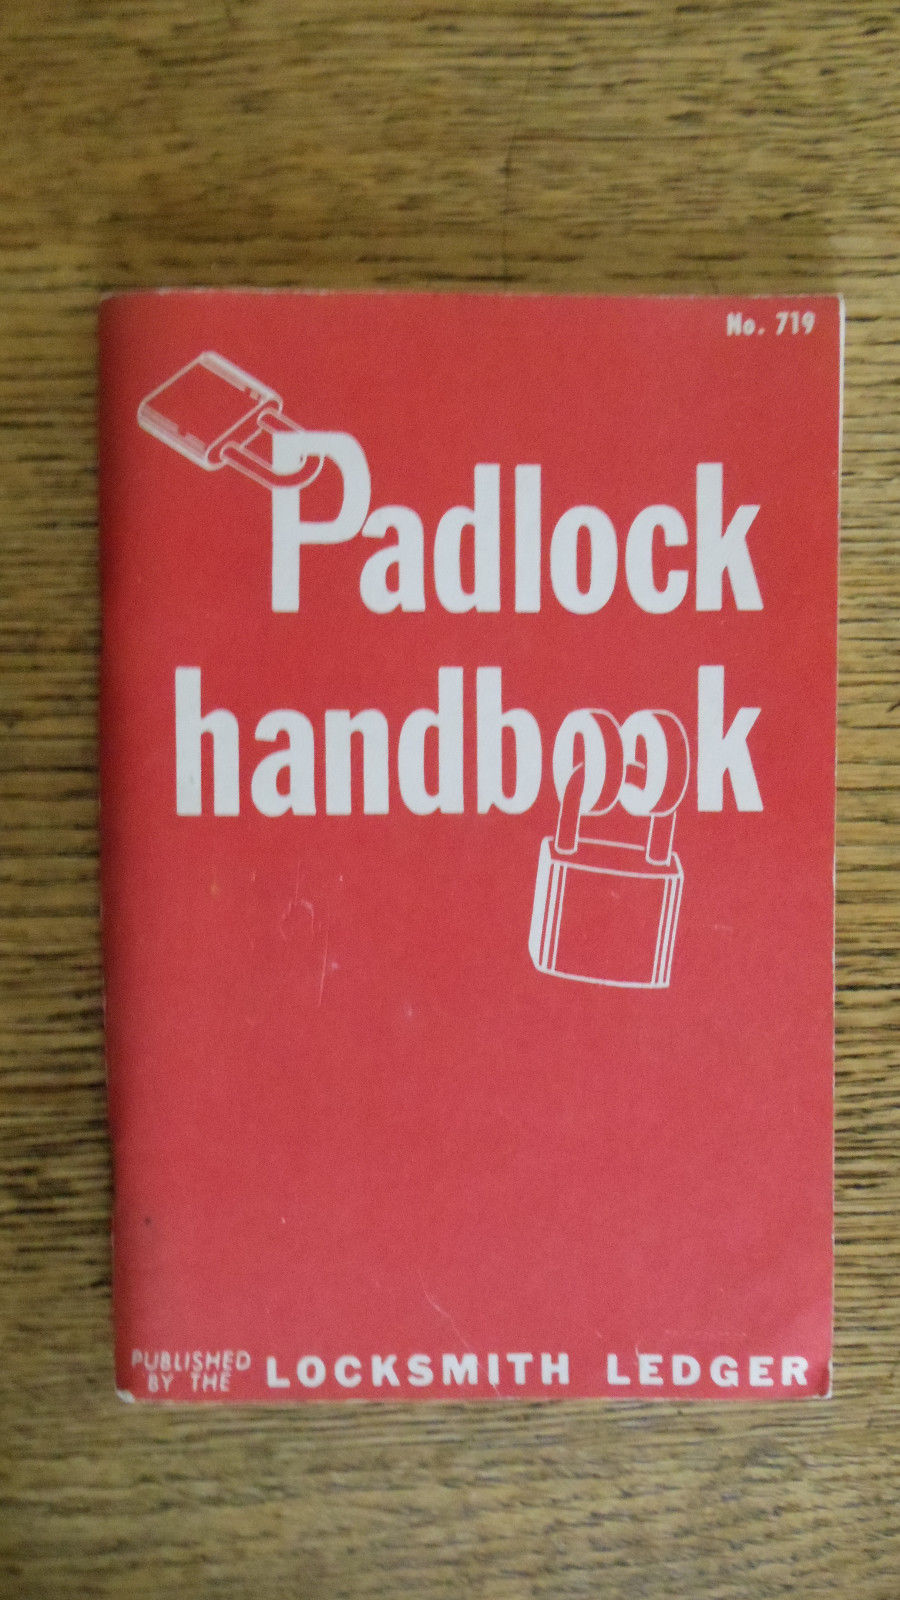 No. 719
Padlock
handbook
PUBLISHED
BY THE
LOCKSMITH LEDGER